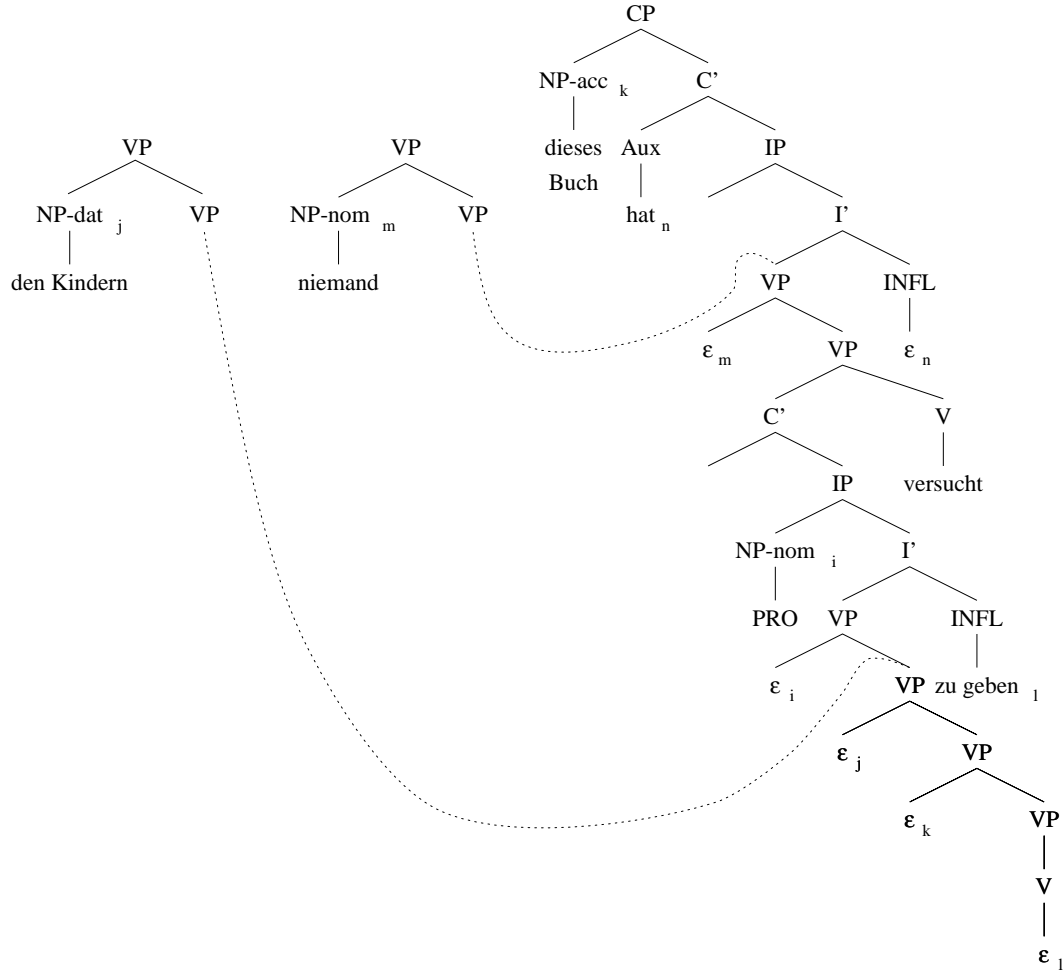 CP
NP-acc k C’
VP VP dieses Aux IP
Buch
NP-dat j VP NP-nom m VP hat n I’
den Kindern niemand VP INFL
ε m VP ε n
C’ V
IP versucht
NP-nom i I’
PRO VP INFL
ε i VP zu geben l
ε j VP
ε k VP
V
ε l